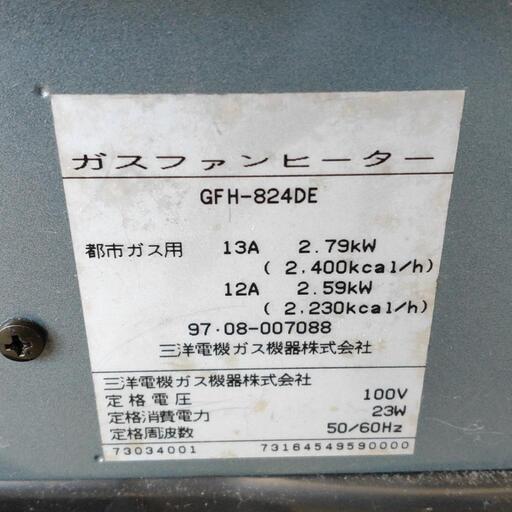 ガスファンヒーター
GFH-824DE
都市ガス用 13A 2.79kW
( 2.400kcal/h)
12A 2.59kW
( 2.230kcal/h)
97·08-007088
三洋電機ガス機器株式会社
三洋電機ガス機器株式会社
定格電圧 100V
定格消費電力 23W
定格周波数 50/60Hz
73034001 73164549590000